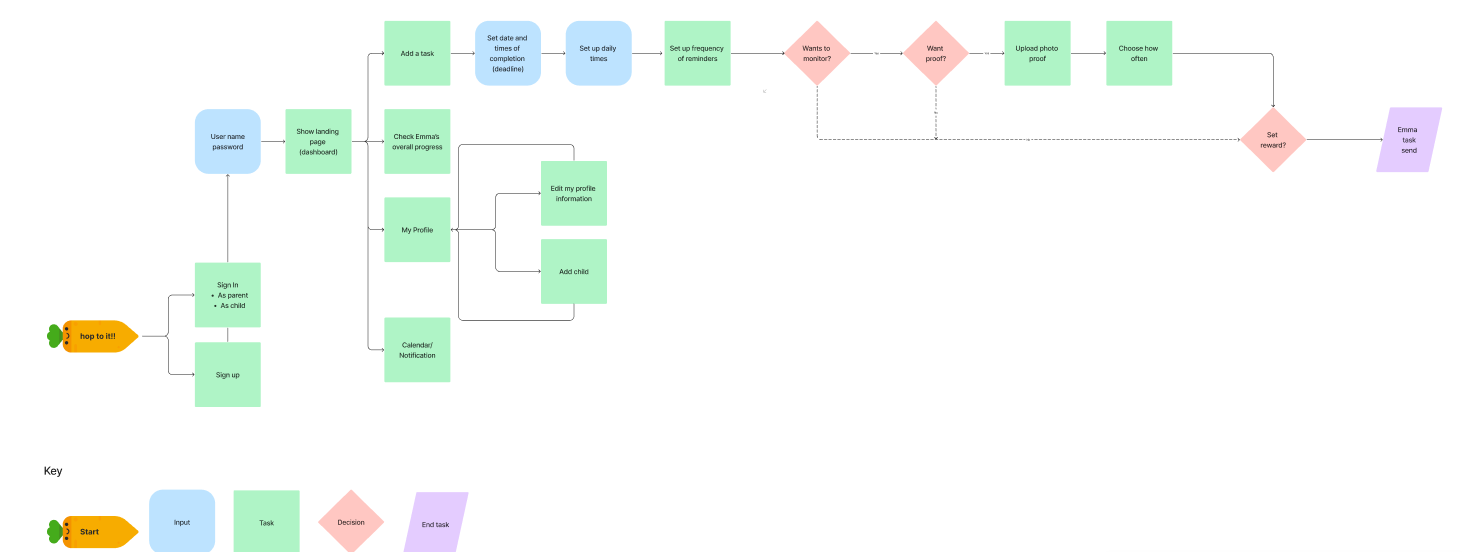 Add a task
Set date and
times of
completion
(deadline)
Set up daily
times
Set up frequency
of reminders
Wants to
monitor?
Want
proof?
Upload photo
proof
Choose how
often
User name
password
Show landing
page
(dashboard)
Check Emma's
overall progress
Set
reward?
Emma
task
send
Edit my profile
information
My Profile
Add child
Sign In
• As parent
• As child
hop to it!!
Calendar/
Notification
Sign up
Key
Start
Input
Task
Decision
End task